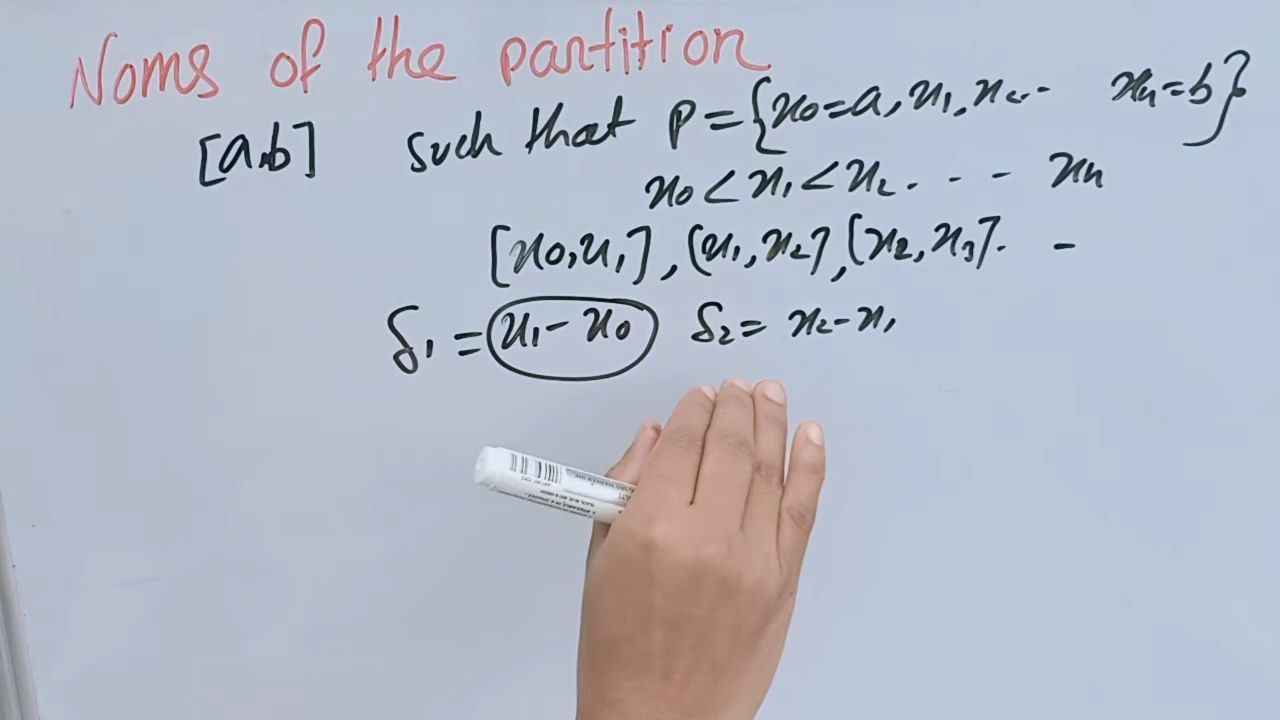 Noms of the partition
[a,b] such that p={x0=a, x1, x2-- xn=b}
x0<x1<x2. - - - xn
[x0,x1], (x1,x2], (x2,x3]. -
δ1 = x1-x0 δ2= x2-x1